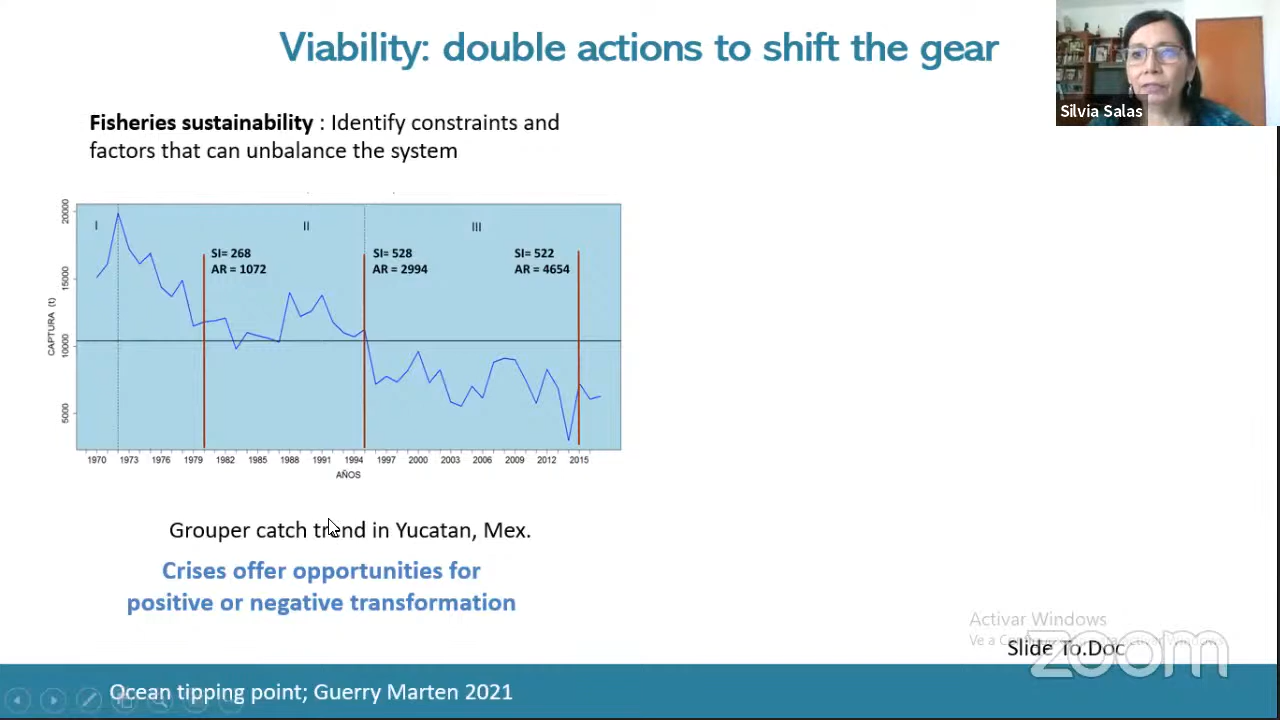 Viability: double actions to shift the gear
Silvia Salas
Fisheries sustainability : Identify constraints and
factors that can unbalance the system
I
II
III
SI= 268
AR = 1072
SI= 528
AR = 2994
SI= 522
AR = 4654
CAPTURA (t)
20000
15000
10000
5000
1970 1973 1976 1979 1982 1985 1988 1991 1994 1997 2000 2003 2006 2009 2012 2015
AÑOS
Grouper catch trend in Yucatan, Mex.
Crises offer opportunities for
positive or negative transformation
Activar Windows
Ve a
Slide To.Doc
zoom
Ocean tipping point; Guerry Marten 2021